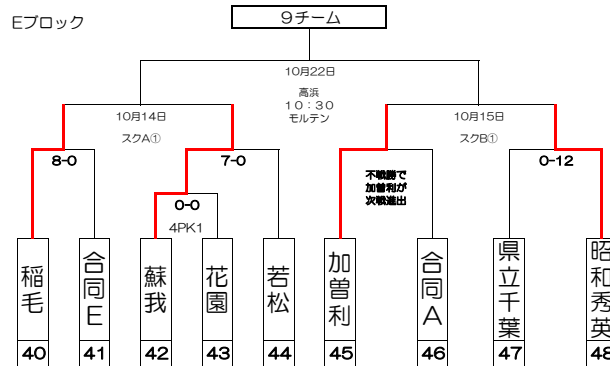 Eブロック
9チーム
10月22日
高浜
10：30
モルテン
10月14日
スクA①
10月15日
スクB①
8-0
7-0
不戦勝で
加曽利が
次戦進出
0-12
0-0
4PK1
稲毛
合同E
蘇我
花園
若松
加曽利
合同A
県立千葉
昭和秀英
40
41
42
43
44
45
46
47
48